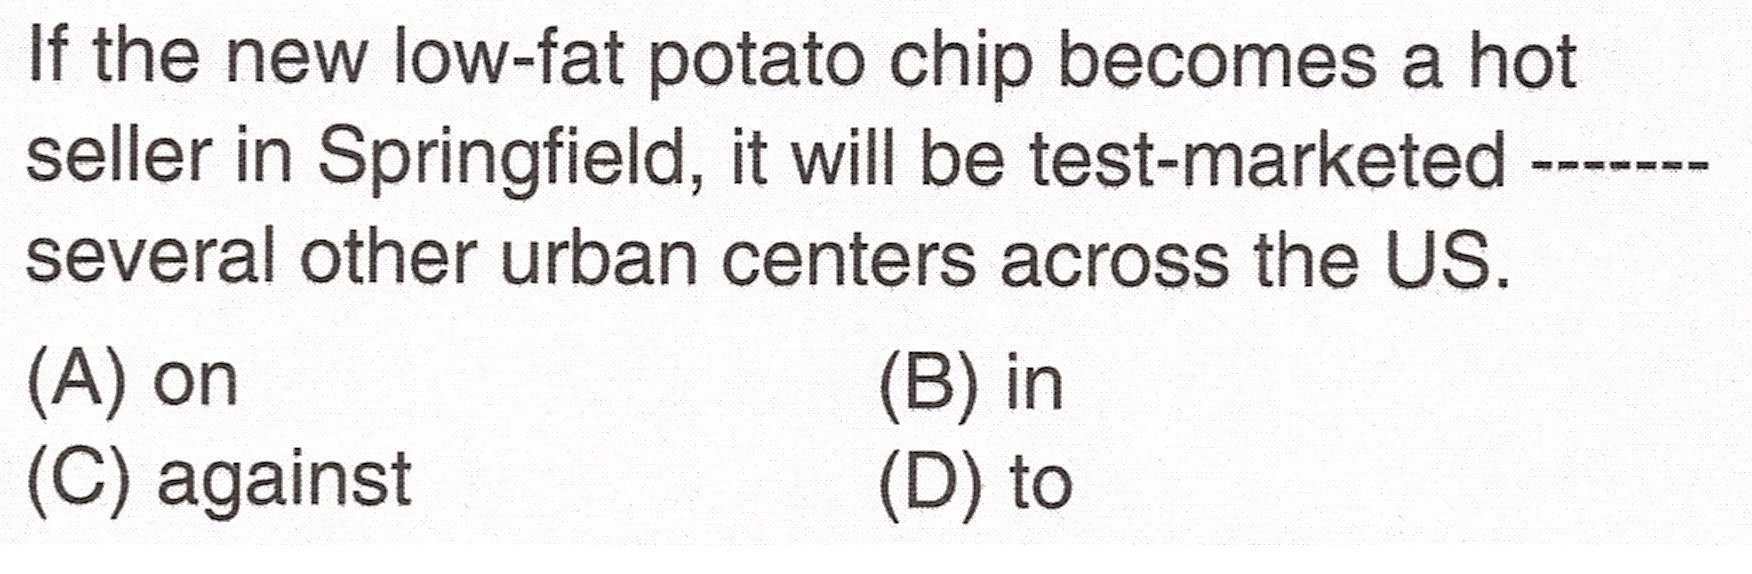 If the new low-fat potato chip becomes a hot
seller in Springfield, it will be test-marketed -------
several other urban centers across the US.
(A) on (B) in
(C) against (D) to